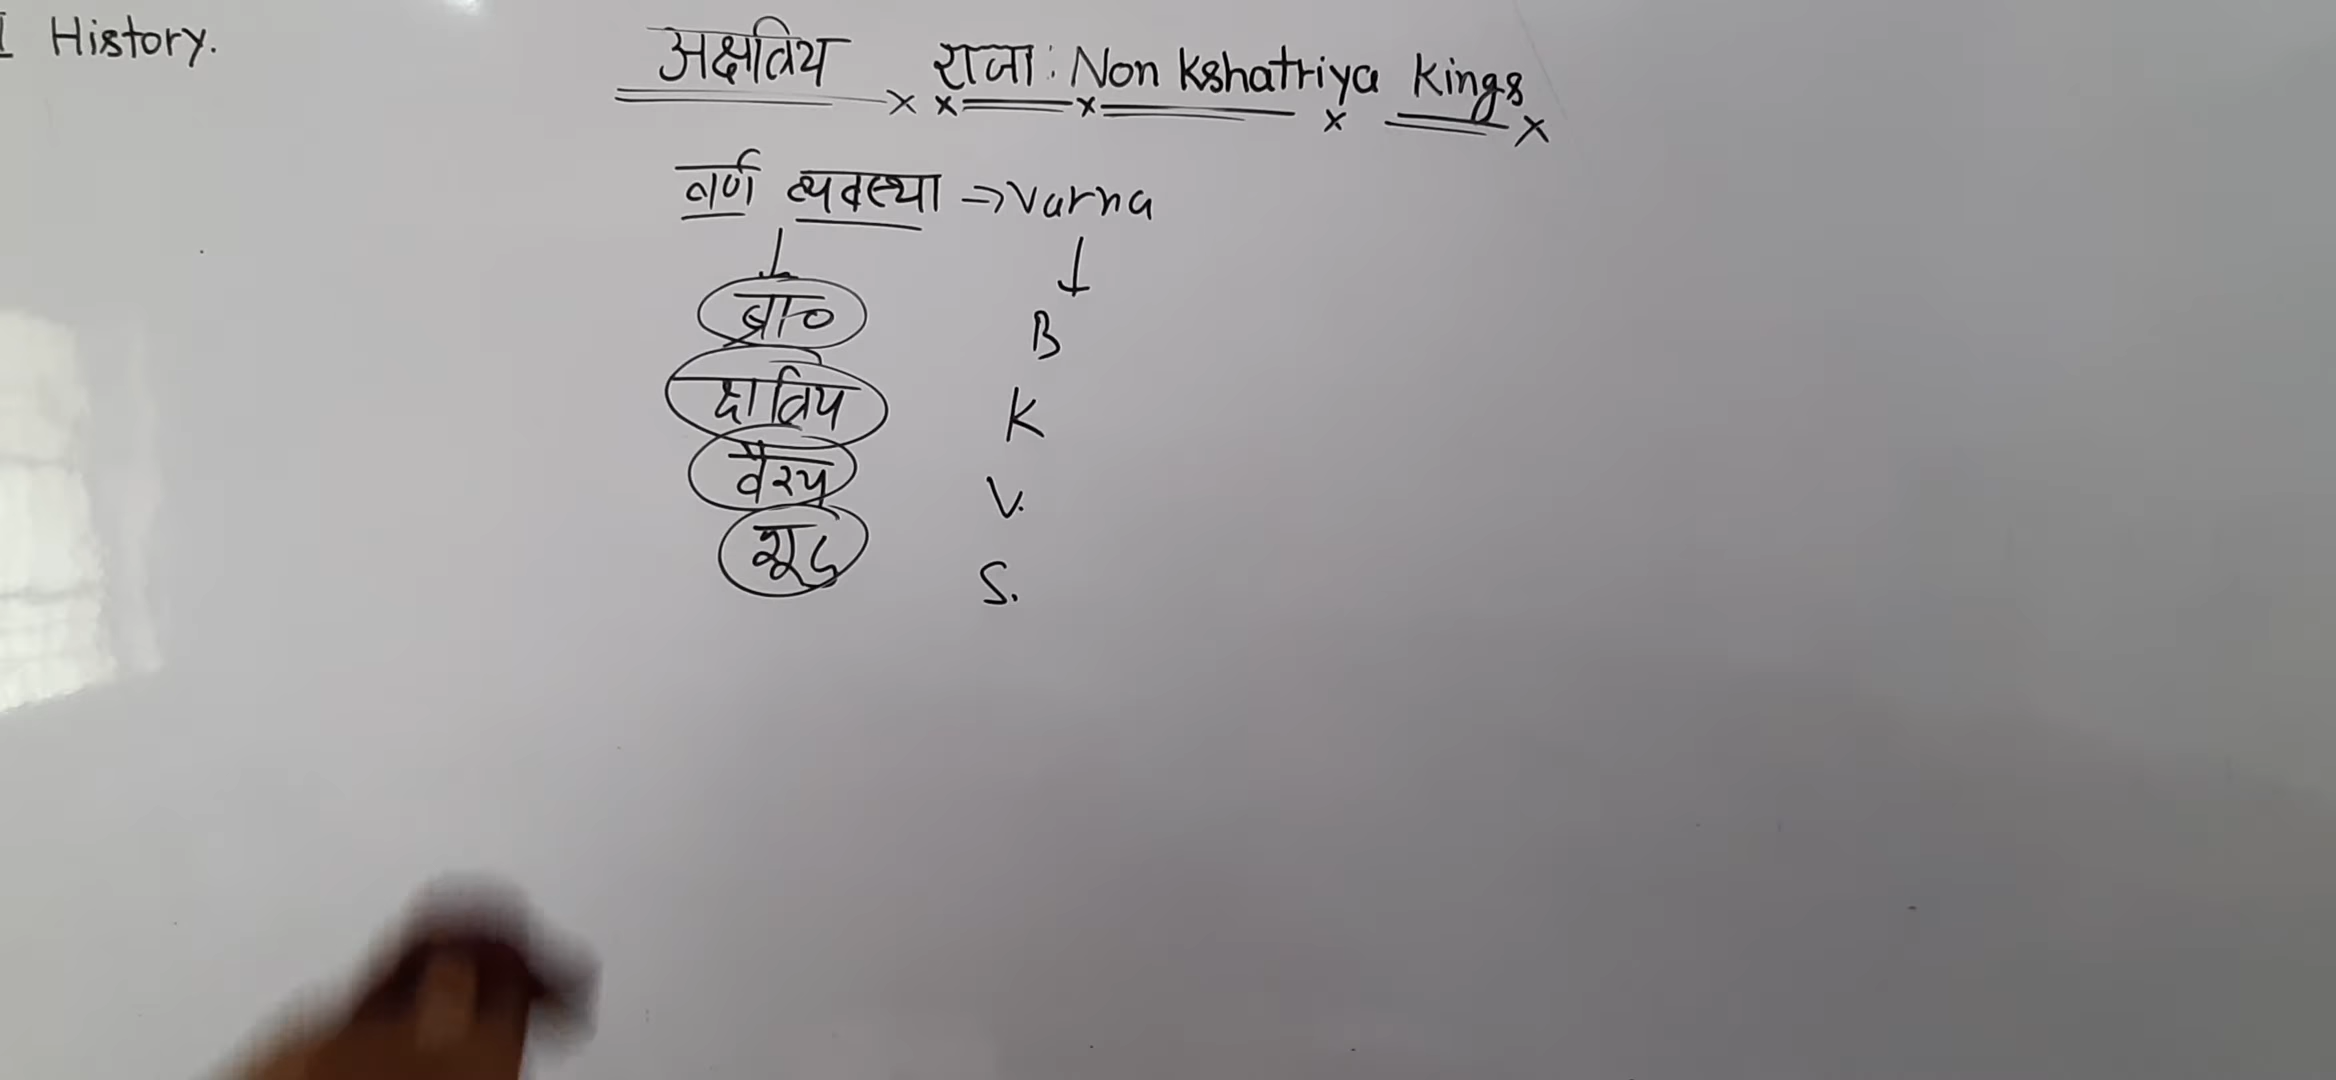 I History.
अक्षत्रिय राजा: Non Kshatriya Kings
वर्ण व्यवस्था => Varna
ब्रा० B
क्षत्रिय K
वैश्य V.
शूद्र S.